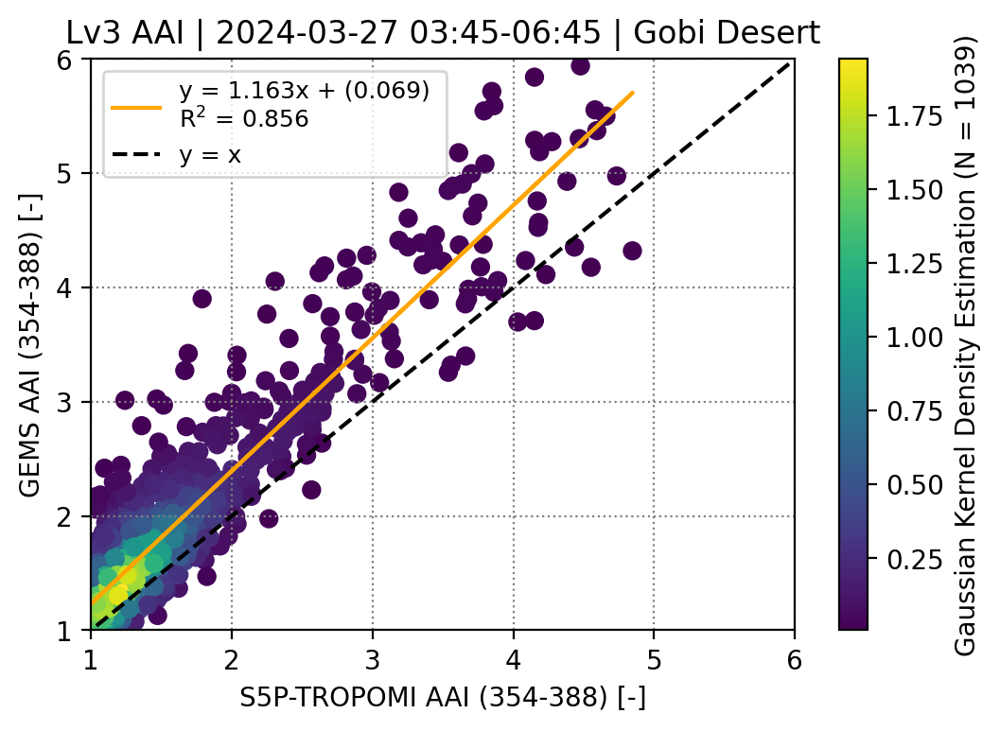 Lv3 AAI | 2024-03-27 03:45-06:45 | Gobi Desert
y = 1.163x + (0.069)
R² = 0.856
y = x
6
5
4
3
2
1
GEMS AAI (354-388) [-]
1 2 3 4 5 6
S5P-TROPOMI AAI (354-388) [-]
1.75
1.50
1.25
1.00
0.75
0.50
0.25
Gaussian Kernel Density Estimation (N = 1039)